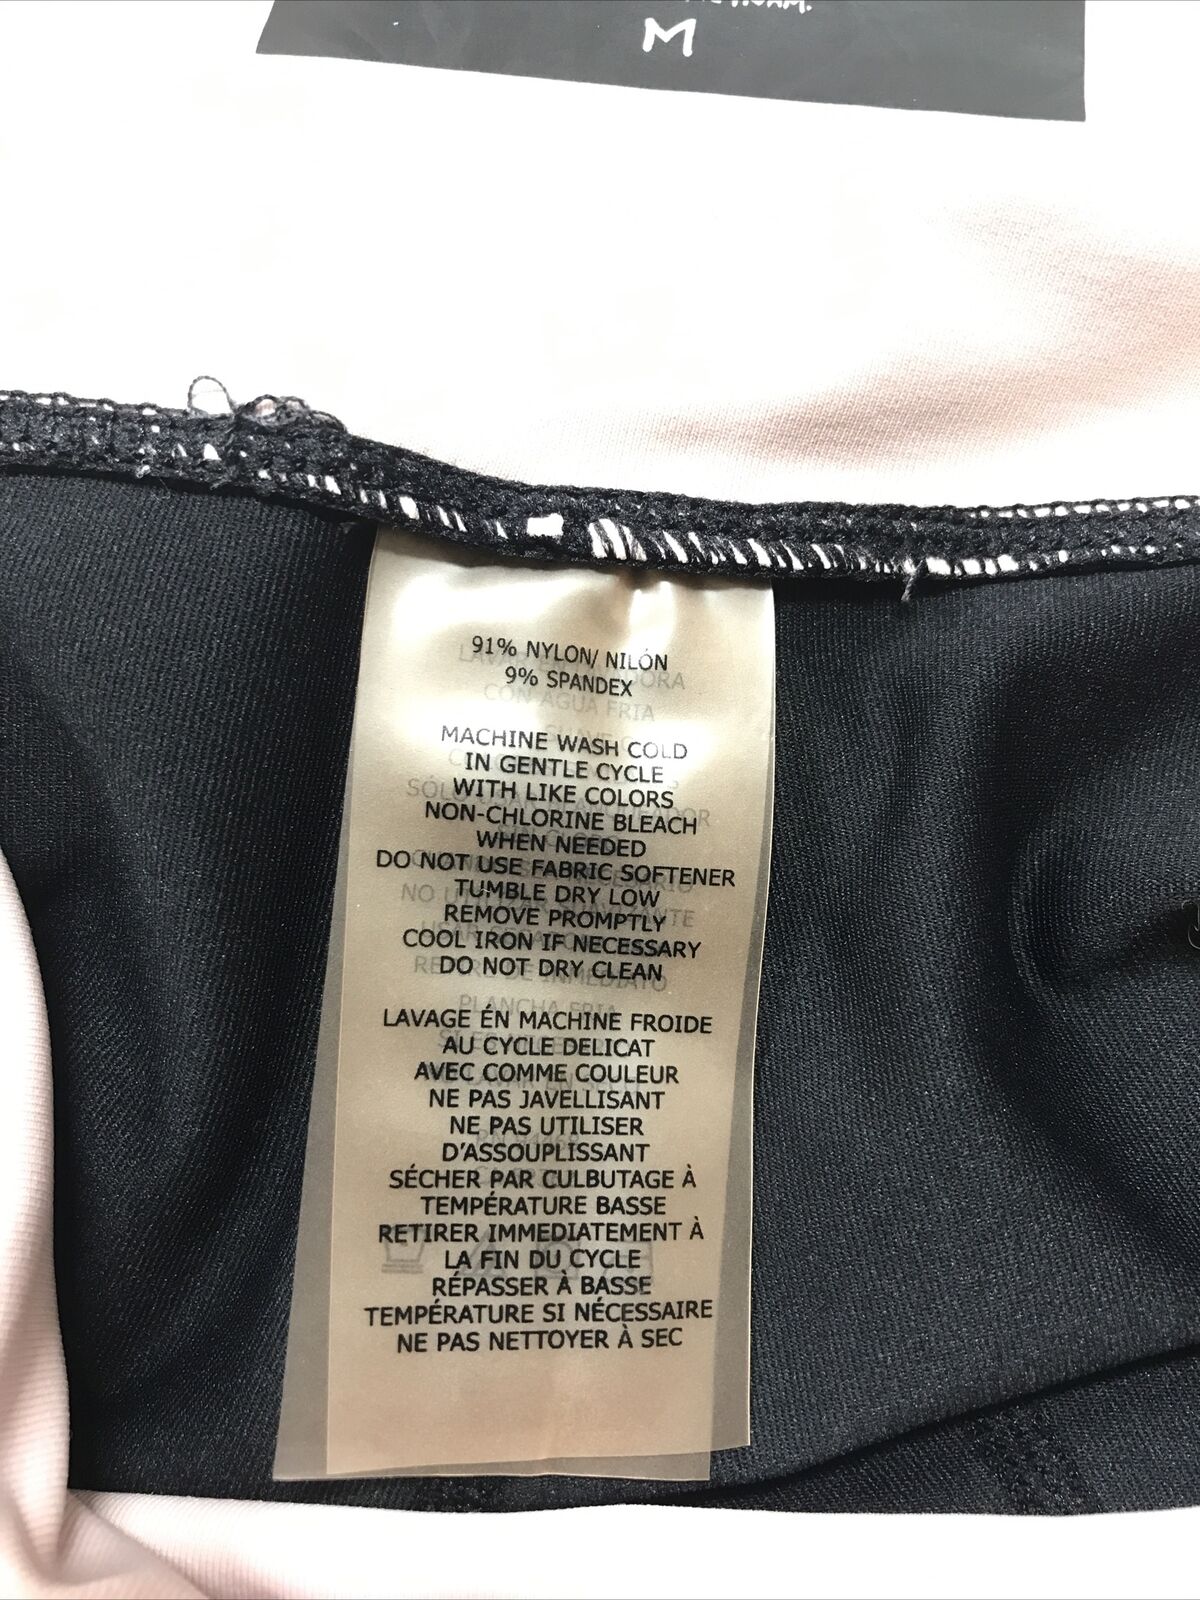 M
91% NYLON/ NILÓN
9% SPANDEX
MACHINE WASH COLD
IN GENTLE CYCLE
WITH LIKE COLORS
NON-CHLORINE BLEACH
WHEN NEEDED
DO NOT USE FABRIC SOFTENER
TUMBLE DRY LOW
REMOVE PROMPTLY
COOL IRON IF NECESSARY
DO NOT DRY CLEAN
LAVAGE ÉN MACHINE FROIDE
AU CYCLE DELICAT
AVEC COMME COULEUR
NE PAS JAVELLISANT
NE PAS UTILISER
D'ASSOUPLISSANT
SÉCHER PAR CULBUTAGE À
TEMPÉRATURE BASSE
RETIRER IMMEDIATEMENT À
LA FIN DU CYCLE
RÉPASSER À BASSE
TEMPÉRATURE SI NÉCESSAIRE
NE PAS NETTOYER À SEC